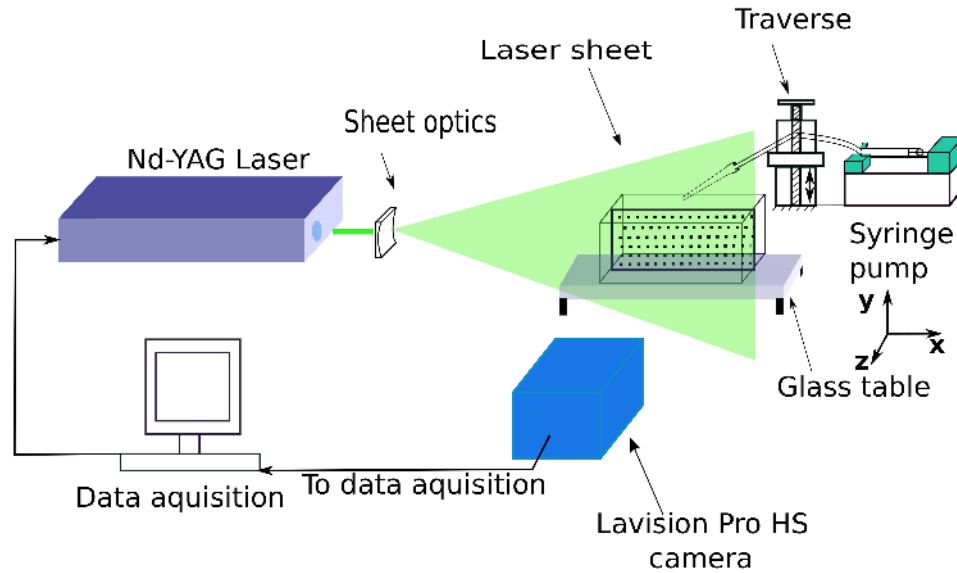 Traverse
Laser sheet
Sheet optics
Nd-YAG Laser
Syringe
pump
y
x
z
Glass table
To data aquisition
Data aquisition
Lavision Pro HS
camera